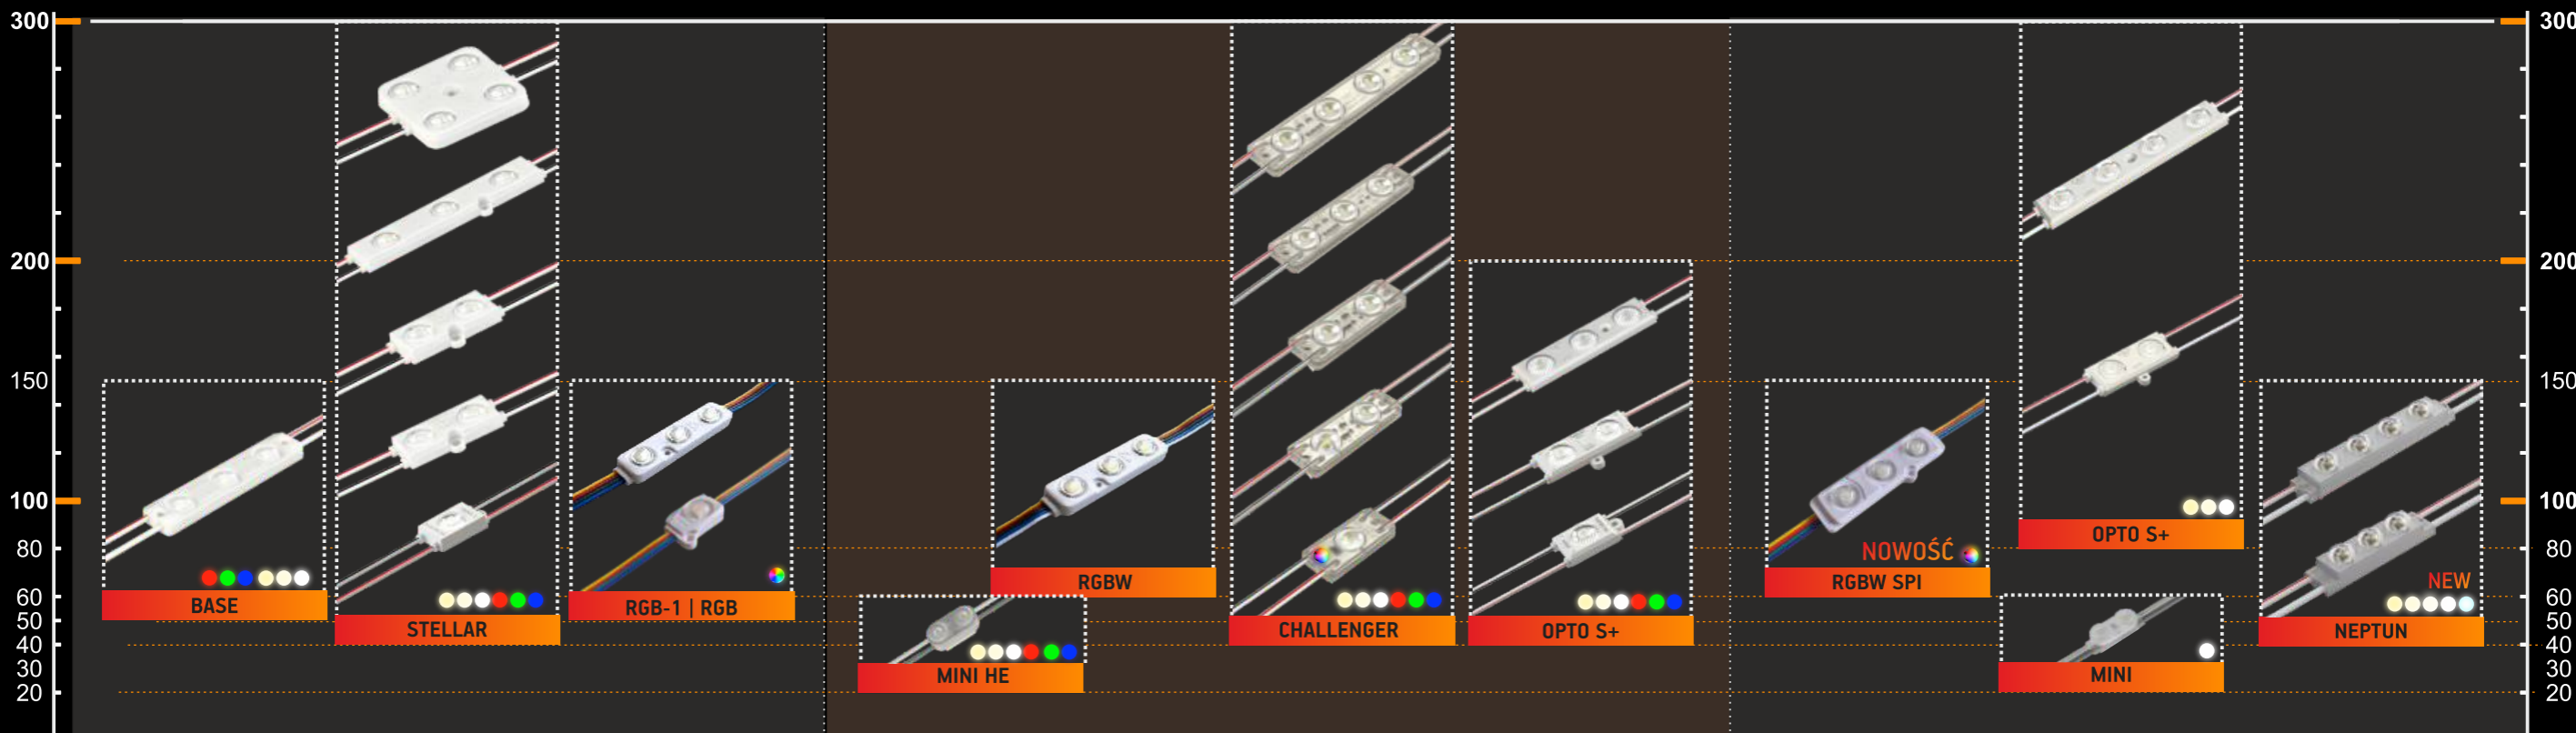 300
200
150
100
80
60
50
40
30
20
BASE
STELLAR
RGB-1 | RGB
MINI HE
RGBW
CHALLENGER
OPTO S+
NOWOŚĆ
RGBW SPI
OPTO S+
MINI
NEW
NEPTUN
300
200
150
100
80
60
50
40
30
20